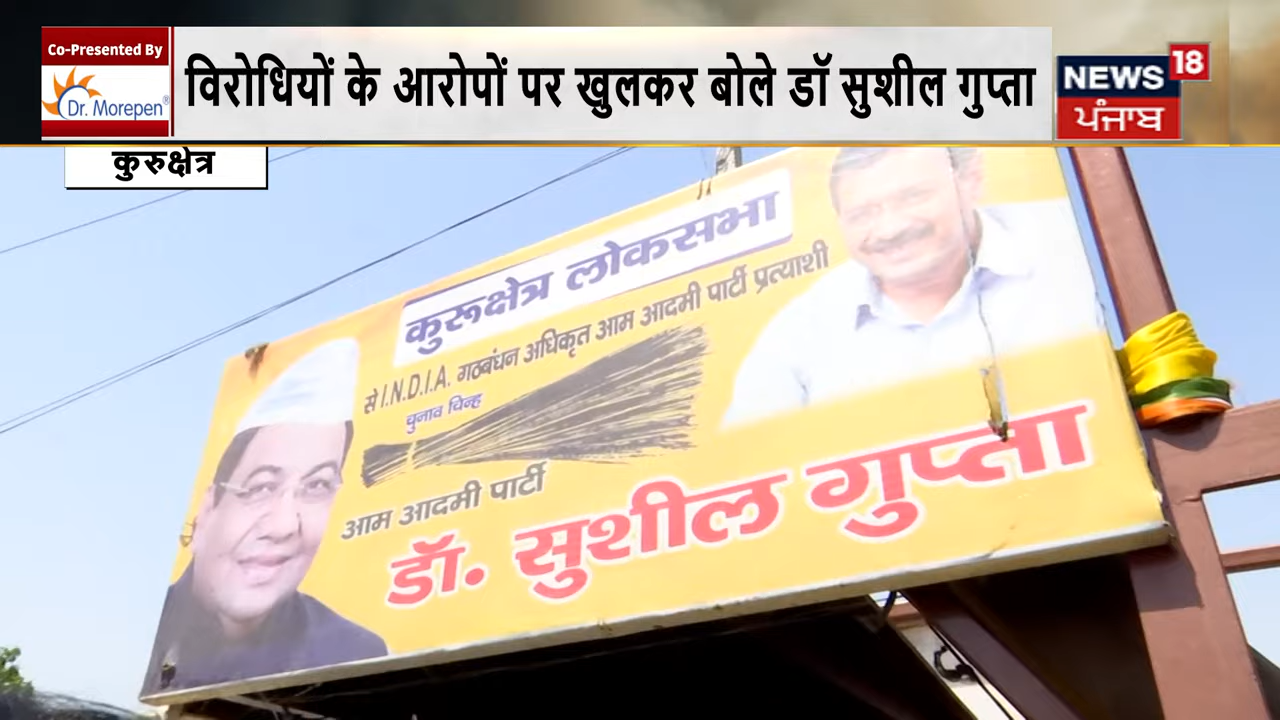 Co-Presented By
Dr. Morepen®
विरोधियों के आरोपों पर खुलकर बोले डॉ सुशील गुप्ता
NEWS 18
ਪੰਜਾਬ
कुरुक्षेत्र
कुरूक्षेत्र लोकसभा
से I.N.D.I.A. गठबंधन अधिकृत आम आदमी पार्टी प्रत्याशी
चुनाव चिन्ह
आम आदमी पार्टी
डॉ. सुशील गुप्ता